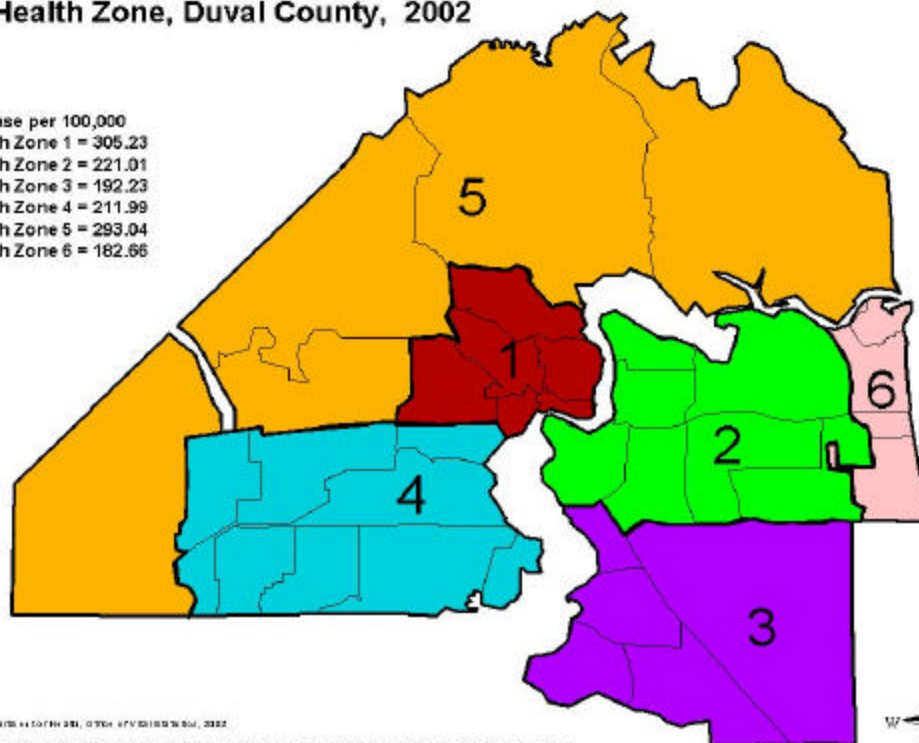 Health Zone, Duval County, 2002
per 100,000
Zone 1 = 305.23
Zone 2 = 221.01
Zone 3 = 192.23
Zone 4 = 211.99
Zone 5 = 293.04
Zone 6 = 182.66
5
1
6
2
4
3
W
2002